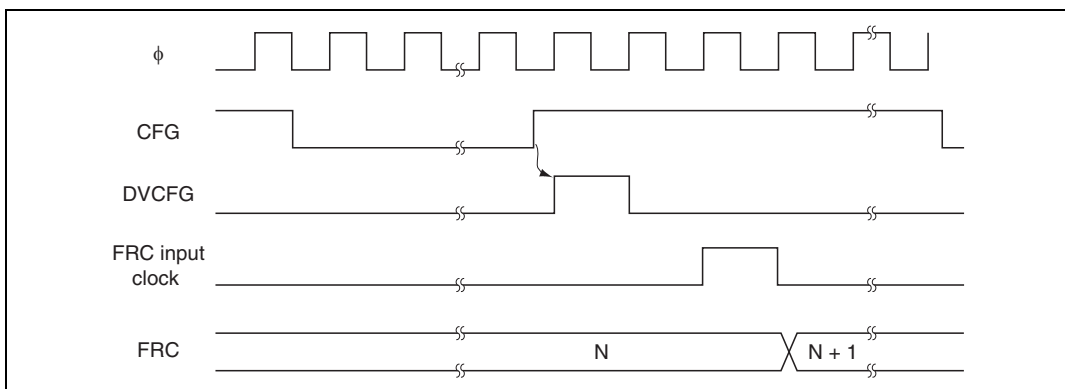 ϕ
CFG
DVCFG
FRC input
clock
FRC
N
N + 1